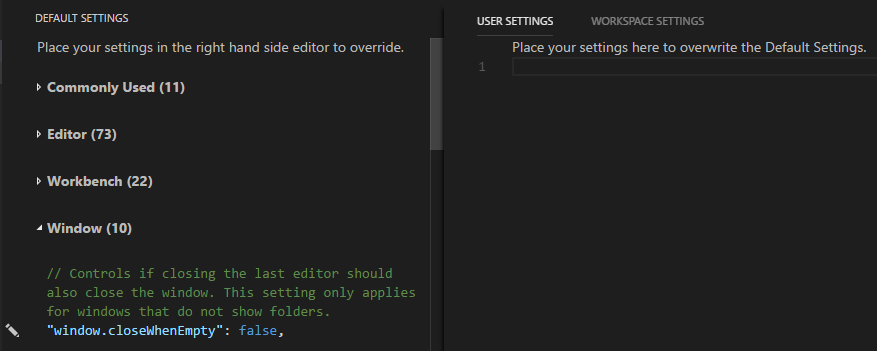 DEFAULT SETTINGS
Place your settings in the right hand side editor to override.
Commonly Used (11)
Editor (73)
Workbench (22)
Window (10)
// Controls if closing the last editor should
also close the window. This setting only applies
for windows that do not show folders.
"window.closeWhenEmpty": false,
USER SETTINGS WORKSPACE SETTINGS
Place your settings here to overwrite the Default Settings.
1